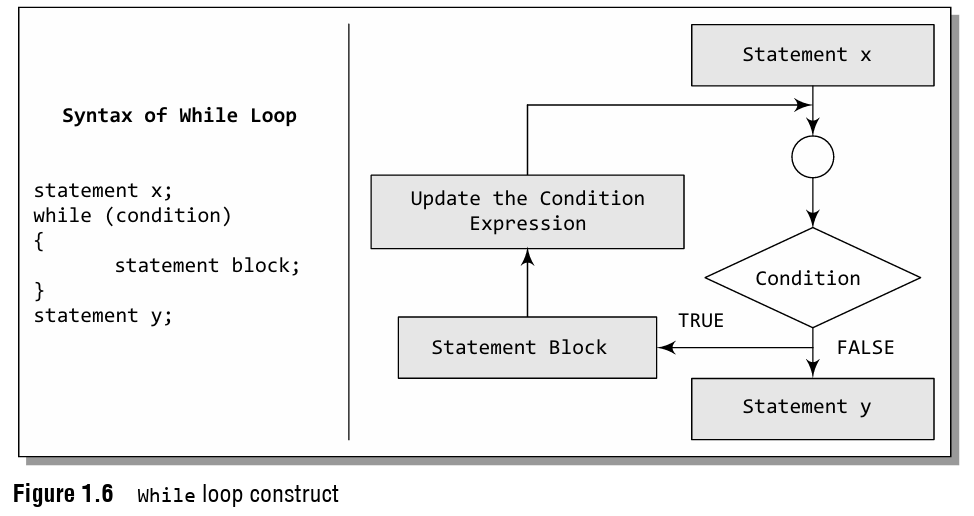 Syntax of While Loop
statement x;
while (condition)
{
statement block;
}
statement y;
Statement x
Update the Condition
Expression
Condition
TRUE
Statement Block
FALSE
Statement y
Figure 1.6 While loop construct